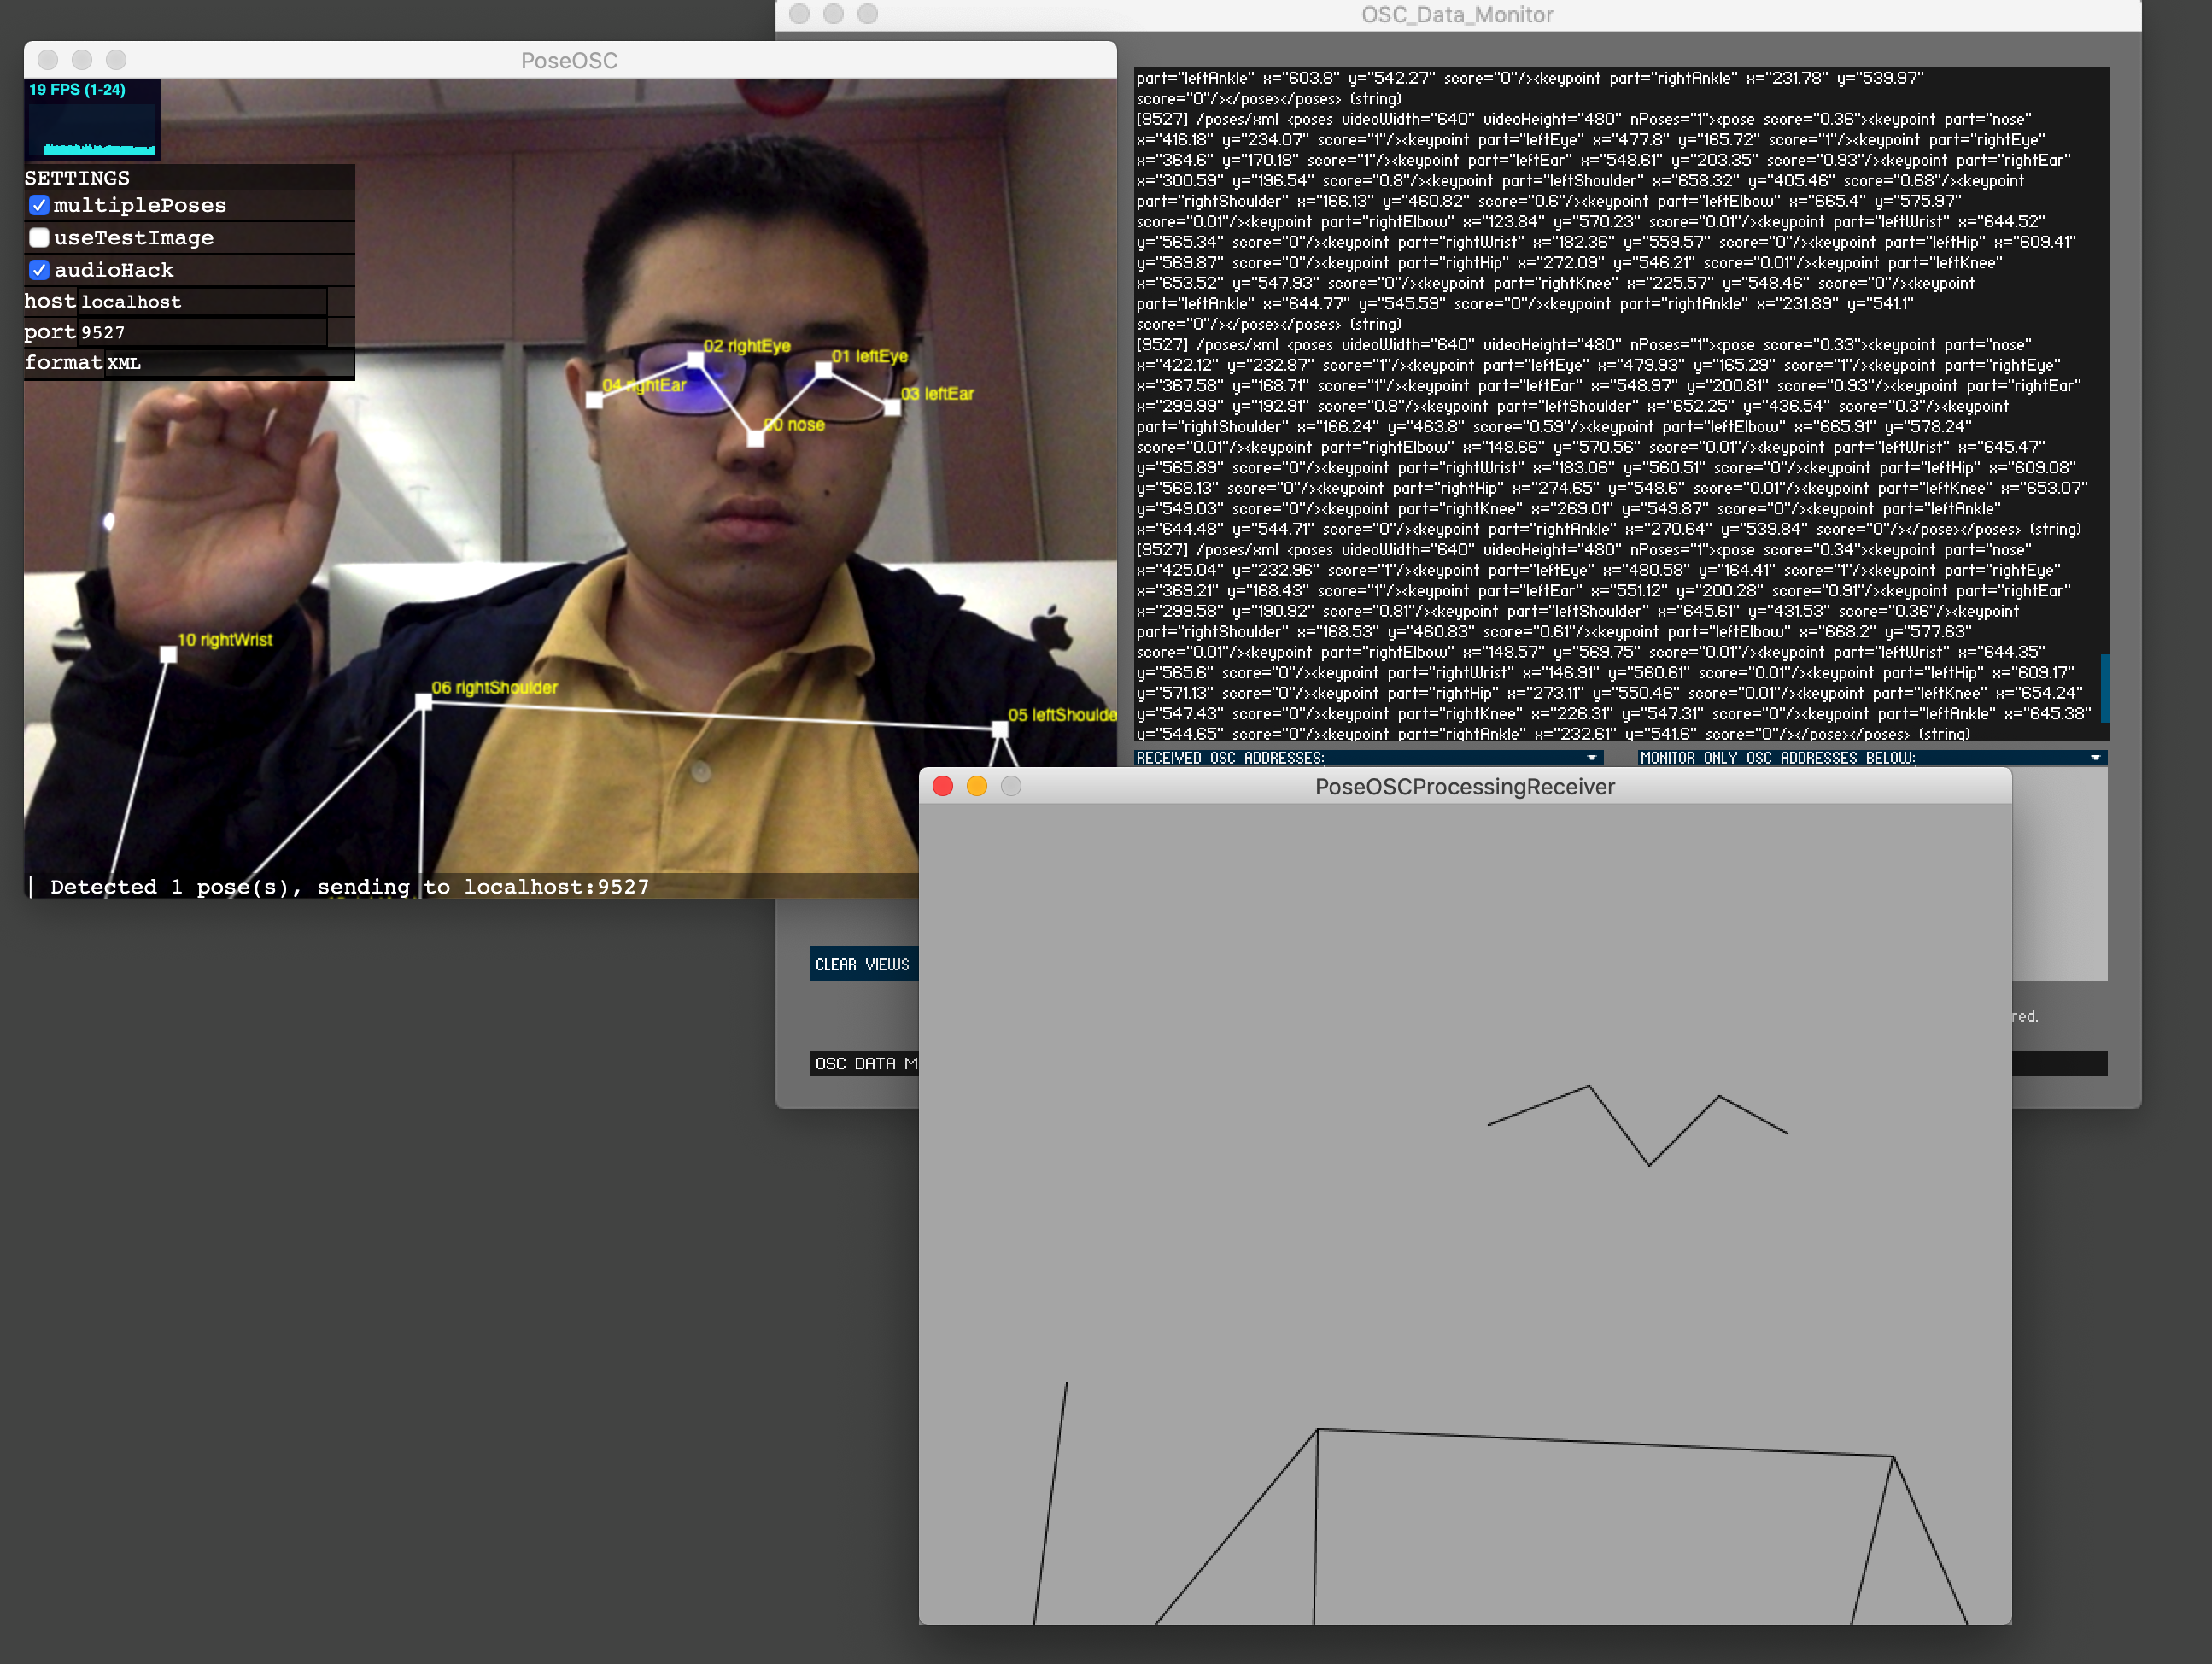 OSC_Data_Monitor
PoseOSC
19 FPS (1-24)
SETTINGS
multiplePoses
useTestImage
audioHack
host localhost
port 9527
format XML
02 rightEye
01 leftEye
04 rightEar
03 leftEar
00 nose
10 rightWrist
06 rightShoulder
05 leftShoulde
| Detected 1 pose(s), sending to localhost:9527
part="leftAnkle" x="603.8" y="542.27" score="0"/><keypoint part="rightAnkle" x="231.78" y="539.97"
score="0"/></pose></poses> (string)
[9527] /poses/xml <poses videoWidth="640" videoHeight="480" nPoses="1"><pose score="0.36"><keypoint part="nose"
x="416.18" y="234.07" score="1"/><keypoint part="leftEye" x="477.8" y="165.72" score="1"/><keypoint part="rightEye"
x="364.6" y="170.18" score="1"/><keypoint part="leftEar" x="548.61" y="203.35" score="0.93"/><keypoint part="rightEar"
x="300.59" y="196.54" score="0.8"/><keypoint part="leftShoulder" x="658.32" y="405.46" score="0.68"/><keypoint
part="rightShoulder" x="166.13" y="460.82" score="0.6"/><keypoint part="leftElbow" x="665.4" y="575.97"
score="0.01"/><keypoint part="rightElbow" x="123.84" y="570.23" score="0.01"/><keypoint part="leftWrist" x="644.52"
y="565.34" score="0"/><keypoint part="rightWrist" x="182.36" y="559.57" score="0"/><keypoint part="leftHip" x="609.41"
y="569.87" score="0"/><keypoint part="rightHip" x="272.09" y="546.21" score="0.01"/><keypoint part="leftKnee"
x="653.52" y="547.93" score="0"/><keypoint part="rightKnee" x="225.57" y="548.46" score="0"/><keypoint
part="leftAnkle" x="644.77" y="545.59" score="0"/><keypoint part="rightAnkle" x="231.89" y="541.1"
score="0"/></pose></poses> (string)
[9527] /poses/xml <poses videoWidth="640" videoHeight="480" nPoses="1"><pose score="0.33"><keypoint part="nose"
x="422.12" y="232.87" score="1"/><keypoint part="leftEye" x="479.93" y="165.29" score="1"/><keypoint part="rightEye"
x="367.58" y="168.71" score="1"/><keypoint part="leftEar" x="548.97" y="200.81" score="0.93"/><keypoint part="rightEar"
x="299.99" y="192.91" score="0.8"/><keypoint part="leftShoulder" x="652.25" y="436.54" score="0.3"/><keypoint
part="rightShoulder" x="166.24" y="463.8" score="0.59"/><keypoint part="leftElbow" x="665.91" y="578.24"
score="0.01"/><keypoint part="rightElbow" x="148.66" y="570.56" score="0.01"/><keypoint part="leftWrist" x="645.47"
y="565.89" score="0"/><keypoint part="rightWrist" x="183.06" y="560.51" score="0"/><keypoint part="leftHip" x="609.08"
y="568.13" score="0"/><keypoint part="rightHip" x="274.65" y="548.6" score="0.01"/><keypoint part="leftKnee" x="653.07"
y="549.03" score="0"/><keypoint part="rightKnee" x="269.01" y="549.87" score="0"/><keypoint part="leftAnkle"
x="644.48" y="544.71" score="0"/><keypoint part="rightAnkle" x="270.64" y="539.84" score="0"/></pose></poses> (string)
[9527] /poses/xml <poses videoWidth="640" videoHeight="480" nPoses="1"><pose score="0.34"><keypoint part="nose"
x="425.04" y="232.96" score="1"/><keypoint part="leftEye" x="480.58" y="164.41" score="1"/><keypoint part="rightEye"
x="369.21" y="168.43" score="1"/><keypoint part="leftEar" x="551.12" y="200.28" score="0.91"/><keypoint part="rightEar"
x="299.58" y="190.92" score="0.81"/><keypoint part="leftShoulder" x="645.61" y="431.53" score="0.36"/><keypoint
part="rightShoulder" x="168.53" y="460.83" score="0.61"/><keypoint part="leftElbow" x="668.2" y="577.63"
score="0.01"/><keypoint part="rightElbow" x="148.57" y="569.75" score="0.01"/><keypoint part="leftWrist" x="644.35"
y="565.6" score="0"/><keypoint part="rightWrist" x="146.91" y="560.61" score="0.01"/><keypoint part="leftHip" x="609.17"
y="571.13" score="0"/><keypoint part="rightHip" x="273.11" y="550.46" score="0.01"/><keypoint part="leftKnee" x="654.24"
y="547.43" score="0"/><keypoint part="rightKnee" x="226.31" y="547.31" score="0"/><keypoint part="leftAnkle" x="645.38"
y="544.65" score="0"/><keypoint part="rightAnkle" x="232.61" y="541.6" score="0"/></pose></poses> (string)
RECEIVED OSC ADDRESSES:
MONITOR ONLY OSC ADDRESSES BELOW:
PoseOSCProcessingReceiver
CLEAR VIEWS
red.
OSC DATA M